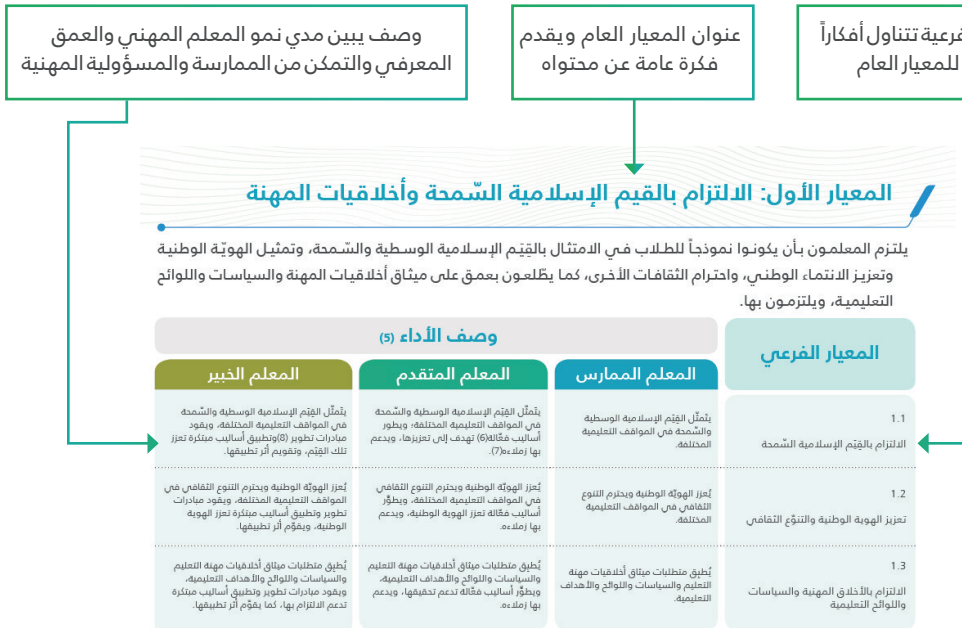 فرعية تتناول أفكاراً
للمعيار العام
عنوان المعيار العام ويقدم
فكرة عامة عن محتواه
وصف يبين مدي نمو المعلم المهني والعمق
المعرفي والتمكن من الممارسة والمسؤولية المهنية
المعيار الأول: الالتزام بالقيم الإسلامية السّمحة وأخلاقيات المهنة
يلتزم المعلمون بأن يكونوا نموذجاً للطلاب في الامتثال بالقِيَم الإسلامية الوسطية والسّمحة، وتمثيل الهويّة الوطنية
وتعزيز الانتماء الوطني، واحترام الثقافات الأخرى، كما يطّلعون بعمق على ميثاق أخلاقيات المهنة والسياسات واللوائح
التعليمية، ويلتزمون بها.
المعيار الفرعي
وصف الأداء (5)
المعلم الممارس
المعلم المتقدم
المعلم الخبير
1.1
الالتزام بالقِيَم الإسلامية السّمحة
يتمثّل القِيَم الإسلامية الوسطية
والسّمحة في المواقف التعليمية
المختلفة.
يتمثّل القِيَم الإسلامية الوسطية والسّمحة
في المواقف التعليمية المختلفة؛ ويطور
أساليب فعّالة(6) تهدف إلى تعزيزها، ويدعم
بها زملاءه(7).
يتمثّل القِيَم الإسلامية الوسطية والسّمحة
في المواقف التعليمية المختلفة، ويقود
مبادرات تطوير (8)وتطبيق أساليب مبتكرة تعزز
تلك القِيَم، وتقويم أثر تطبيقها.
1.2
تعزيز الهوية الوطنية والتنوّع الثقافي
يُعزز الهويّة الوطنية ويحترم التنوع
الثقافي في المواقف التعليمية
المختلفة.
يُعزز الهويّة الوطنية ويحترم التنوع الثقافي
في المواقف التعليمية المختلفة، ويطوُّر
أساليب فعّالة تعزز الهوية الوطنية، ويدعم
بها زملاءه.
يُعزز الهويّة الوطنية ويحترم التنوع الثقافي في
المواقف التعليمية المختلفة، ويقود مبادرات
تطوير وتطبيق أساليب مبتكرة تعزز الهوية
الوطنية، ويقوّم أثر تطبيقها.
1.3
الالتزام بالأخلاق المهنية والسياسات
واللوائح التعليمية
يُطبق متطلبات ميثاق أخلاقيات مهنة
التعليم والسياسات واللوائح والأهداف
التعليمية.
يُطبق متطلبات ميثاق أخلاقيات مهنة التعليم
والسياسات واللوائح والأهداف التعليمية،
ويطوُّر أساليب فعّالة تدعم تحقيقها، ويدعم
بها زملاءه.
يُطبق متطلبات ميثاق أخلاقيات مهنة التعليم
والسياسات واللوائح والأهداف التعليمية،
ويقود مبادرات تطوير وتطبيق أساليب مبتكرة
تدعم الالتزام بها، كما يقوّم أثر تطبيقها.